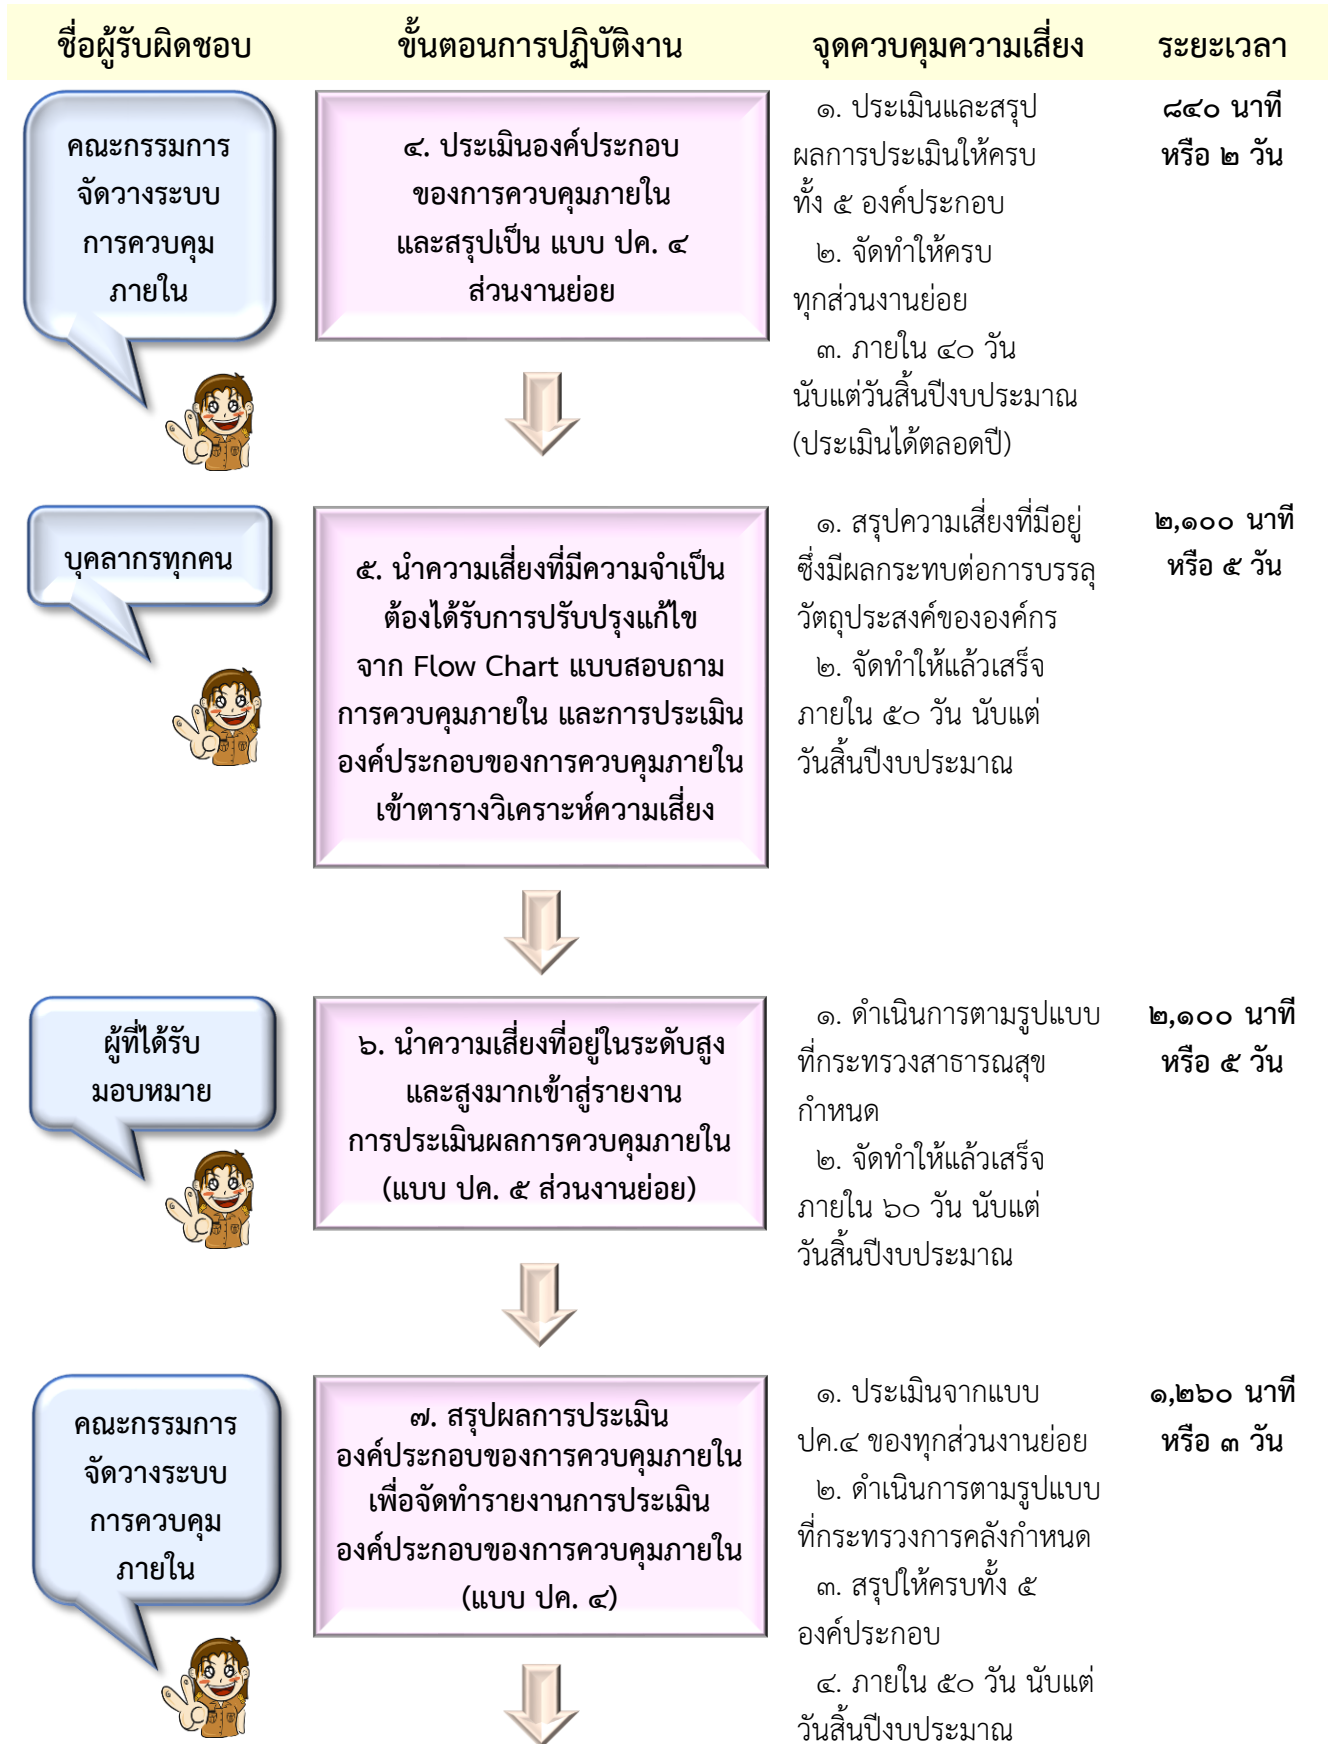 ชื่อผู้รับผิดชอบ
ขั้นตอนการปฏิบัติงาน
จุดควบคุมความเสี่ยง
ระยะเวลา
คณะกรรมการ
จัดวางระบบ
การควบคุม
ภายใน
๔. ประเมินองค์ประกอบ
ของการควบคุมภายใน
และสรุปเป็น แบบ ปค. ๔
ส่วนงานย่อย
๑. ประเมินและสรุป
ผลการประเมินให้ครบ
ทั้ง ๕ องค์ประกอบ
๒. จัดทำให้ครบ
ทุกส่วนงานย่อย
๓. ภายใน ๔๐ วัน
นับแต่วันสิ้นปีงบประมาณ
(ประเมินได้ตลอดปี)
๘๔๐ นาที
หรือ ๒ วัน
บุคลากรทุกคน
๕. นำความเสี่ยงที่มีความจำเป็น
ต้องได้รับการปรับปรุงแก้ไข
จาก Flow Chart แบบสอบถาม
การควบคุมภายใน และการประเมิน
องค์ประกอบของการควบคุมภายใน
เข้าตารางวิเคราะห์ความเสี่ยง
๑. สรุปความเสี่ยงที่มีอยู่
ซึ่งมีผลกระทบต่อการบรรลุ
วัตถุประสงค์ขององค์กร
๒. จัดทำให้แล้วเสร็จ
ภายใน ๕๐ วัน นับแต่
วันสิ้นปีงบประมาณ
๒,๑๐๐ นาที
หรือ ๕ วัน
ผู้ที่ได้รับ
มอบหมาย
๖. นำความเสี่ยงที่อยู่ในระดับสูง
และสูงมากเข้าสู่รายงาน
การประเมินผลการควบคุมภายใน
(แบบ ปค. ๕ ส่วนงานย่อย)
๑. ดำเนินการตามรูปแบบ
ที่กระทรวงสาธารณสุข
กำหนด
๒. จัดทำให้แล้วเสร็จ
ภายใน ๖๐ วัน นับแต่
วันสิ้นปีงบประมาณ
๒,๑๐๐ นาที
หรือ ๕ วัน
คณะกรรมการ
จัดวางระบบ
การควบคุม
ภายใน
๗. สรุปผลการประเมิน
องค์ประกอบของการควบคุมภายใน
เพื่อจัดทำรายงานการประเมิน
องค์ประกอบของการควบคุมภายใน
(แบบ ปค. ๔)
๑. ประเมินจากแบบ
ปค.๔ ของทุกส่วนงานย่อย
๒. ดำเนินการตามรูปแบบ
ที่กระทรวงการคลังกำหนด
๓. สรุปให้ครบทั้ง ๕
องค์ประกอบ
๔. ภายใน ๕๐ วัน นับแต่
วันสิ้นปีงบประมาณ
๑,๒๖๐ นาที
หรือ ๓ วัน